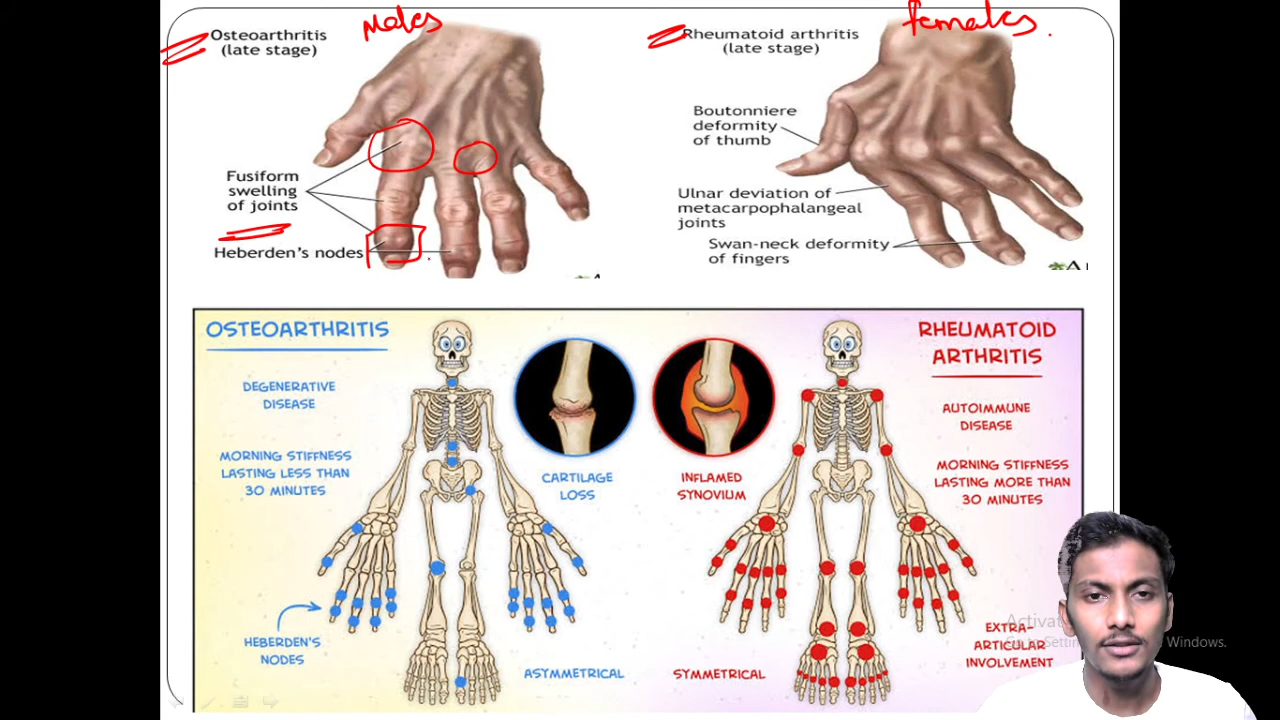 Males
females.
Osteoarthritis
(late stage)
Fusiform
swelling
of joints
Heberden's nodes
Rheumatoid arthritis
(late stage)
Boutonniere
deformity
of thumb
Ulnar deviation of
metacarpophalangeal
joints
Swan-neck deformity
of fingers
OSTEOARTHRITIS
DEGENERATIVE
DISEASE
MORNING STIFFNESS
LASTING LESS THAN
30 MINUTES
HEBERDEN'S
NODES
CARTILAGE
LOSS
ASYMMETRICAL
INFLAMED
SYNOVIUM
SYMMETRICAL
RHEUMATOID
ARTHRITIS
AUTOIMMUNE
DISEASE
MORNING STIFFNESS
LASTING MORE THAN
30 MINUTES
EXTRA-
ARTICULAR
INVOLVEMENT
Windows.